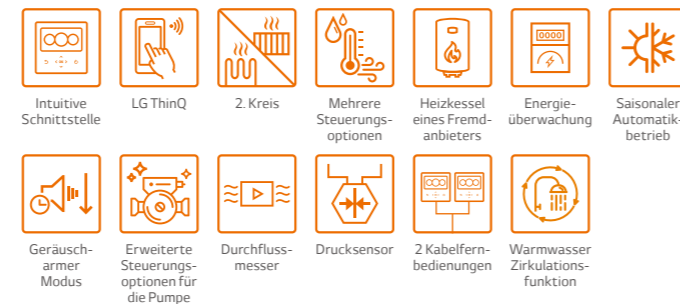 Intuitive
Schnittstelle
LG ThinQ
2. Kreis
Mehrere
Steuerungs-
optionen
Heizkessel
eines Fremd-
anbieters
0000
Energie-
überwachung
Saisonaler
Automatik-
betrieb
Geräusch-
armer
Modus
Erweiterte
Steuerungs-
optionen für
die Pumpe
Durchfluss-
messer
Drucksensor
2 Kabelfern-
bedienungen
Warmwasser
Zirkulations-
funktion